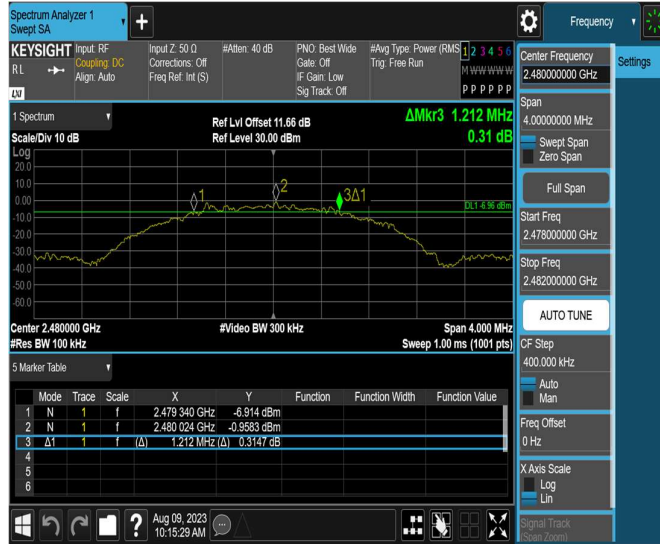 Spectrum Analyzer 1
Swept SA
+
Frequency
KEYSIGHT
RL
LXI
Input: RF
Coupling: DC
Align: Auto
Input Z: 50 Ω
Corrections: Off
Freq Ref: Int (S)
#Atten: 40 dB
PNO: Best Wide
Gate: Off
IF Gain: Low
Sig Track: Off
#Avg Type: Power (RMS
Trig: Free Run
1 2 3 4 5 6
M W W W W W
P P P P P P
Center Frequency
2.480000000 GHz
Settings
Span
4.00000000 MHz
Swept Span
Zero Span
Full Span
Start Freq
2.478000000 GHz
Stop Freq
2.482000000 GHz
AUTO TUNE
CF Step
400.000 kHz
Auto
Man
Freq Offset
0 Hz
X Axis Scale
Log
Lin
Signal Track
(Span Zoom)
1 Spectrum
Scale/Div 10 dB
Ref Lvl Offset 11.66 dB
Ref Level 30.00 dBm
ΔMkr3 1.212 MHz
0.31 dB
Log
20.0
10.0
0.00
-10.0
-20.0
-30.0
-40.0
-50.0
-60.0
1
2
3Δ1
DL1 -6.96 dBm
Center 2.480000 GHz
#Res BW 100 kHz
#Video BW 300 kHz
Span 4.000 MHz
Sweep 1.00 ms (1001 pts)
5 Marker Table
Mode Trace Scale X Y Function Function Width Function Value
1 N 1 f 2.479 340 GHz -6.914 dBm
2 N 1 f 2.480 024 GHz -0.9583 dBm
3 Δ1 1 f (Δ) 1.212 MHz (Δ) 0.3147 dB
4
5
6
?
Aug 09, 2023
10:15:29 AM